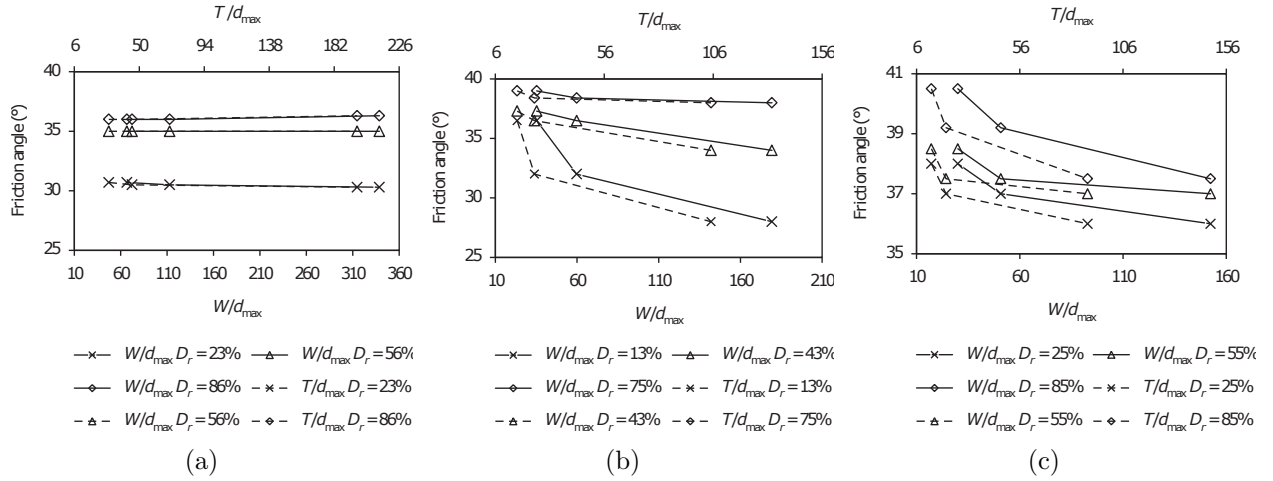 T/dmax
6 50 94 138 182 226
40
35
30
25
Friction angle (º)
10 60 110 160 210 260 310 360
W/dmax
W/dmax Dr = 23% W/dmax Dr = 56%
W/dmax Dr = 86% T/dmax Dr = 23%
W/dmax Dr = 56% T/dmax Dr = 86%
(a)
T/dmax
6 56 106 156
40
35
30
25
Friction angle (º)
10 60 110 160 210
W/dmax
W/dmax Dr = 13% W/dmax Dr = 43%
W/dmax Dr = 75% T/dmax Dr = 13%
W/dmax Dr = 43% T/dmax Dr = 75%
(b)
T/dmax
6 56 106 156
41
39
37
35
Friction angle (º)
10 60 110 160
W/dmax
W/dmax Dr = 25% W/dmax Dr = 55%
W/dmax Dr = 85% T/dmax Dr = 25%
W/dmax Dr = 55% T/dmax Dr = 85%
(c)